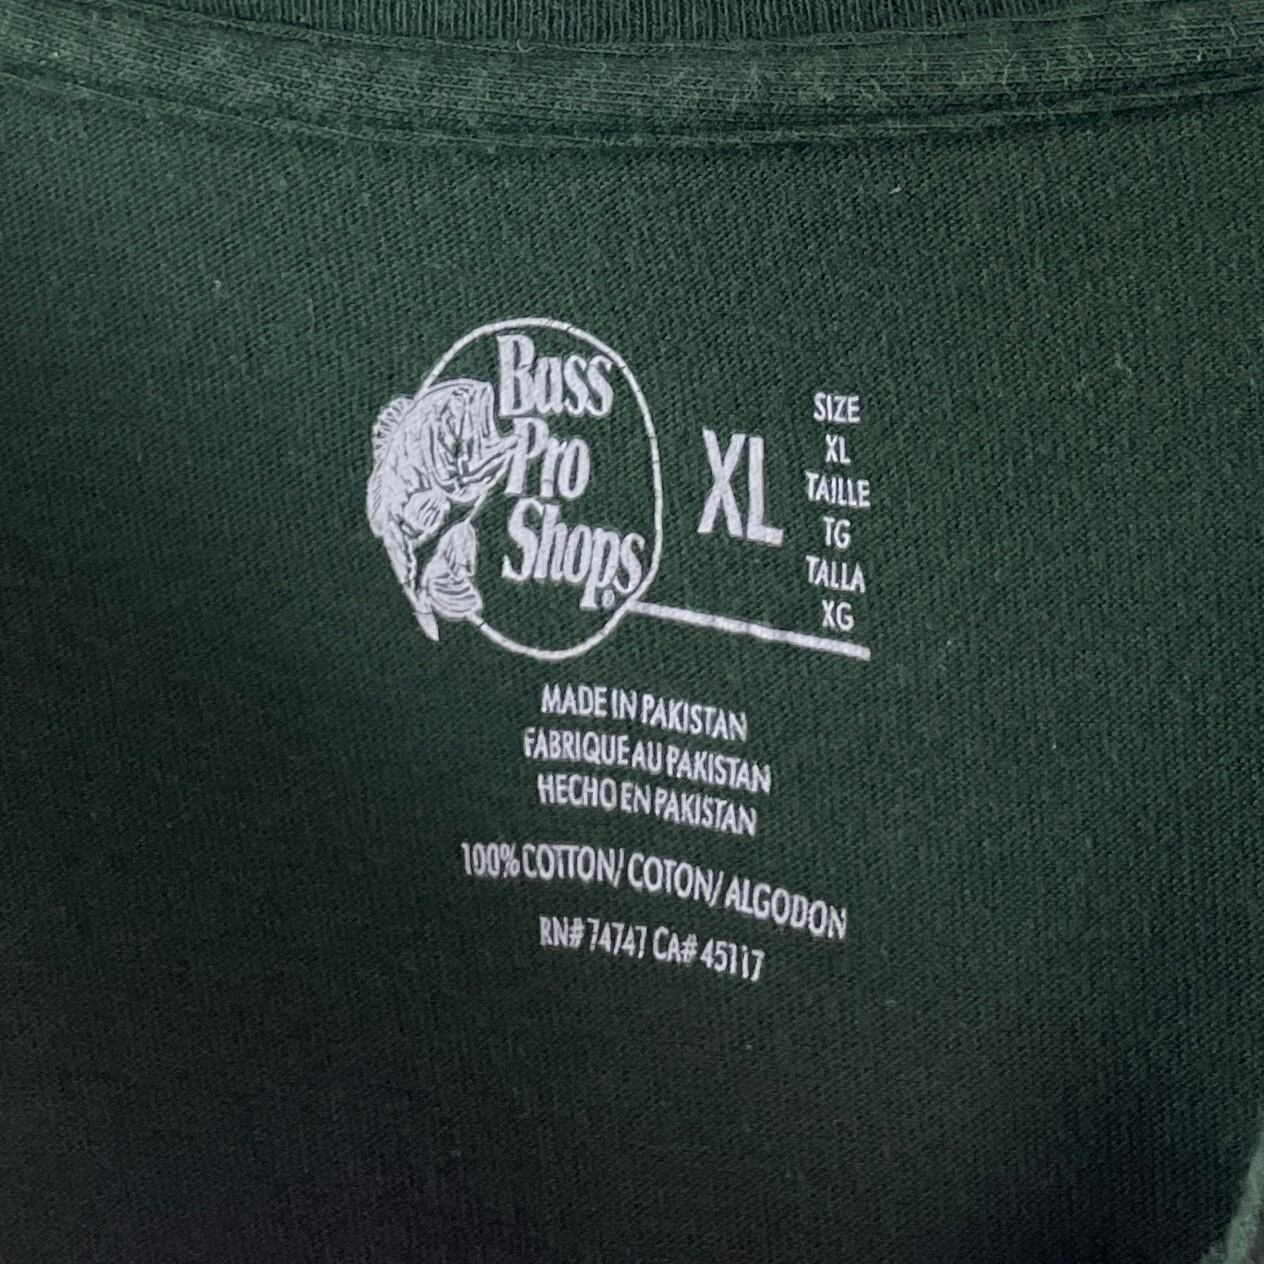 Bass
Pro
Shops®
XL
SIZE
XL
TAILLE
TG
TALLA
XG
MADE IN PAKISTAN
FABRIQUE AU PAKISTAN
HECHO EN PAKISTAN
100% COTTON/ COTON/ ALGODON
RN# 74747 CA# 45117